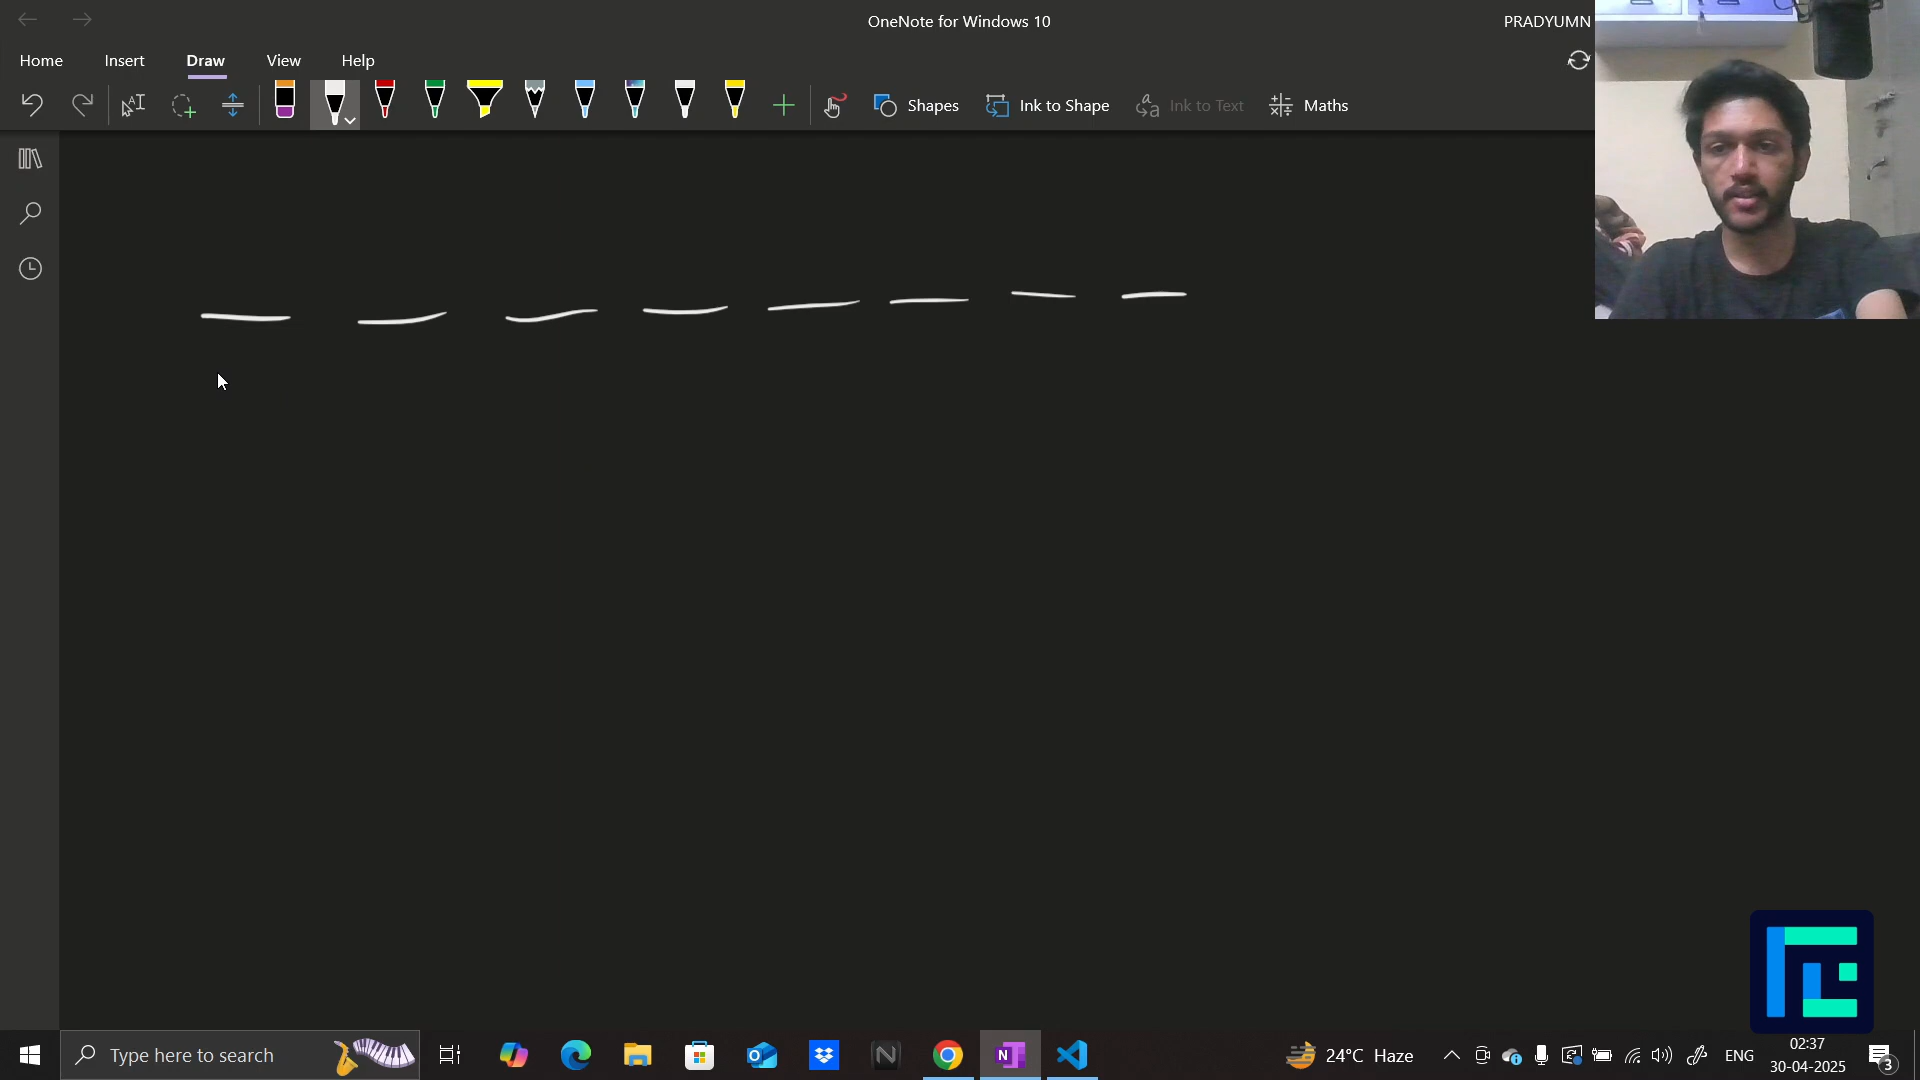 OneNote for Windows 10
PRADYUMN
Home Insert Draw View Help
Shapes Ink to Shape Ink to Text Maths
Type here to search
24°C Haze
ENG
02:37
30-04-2025
3